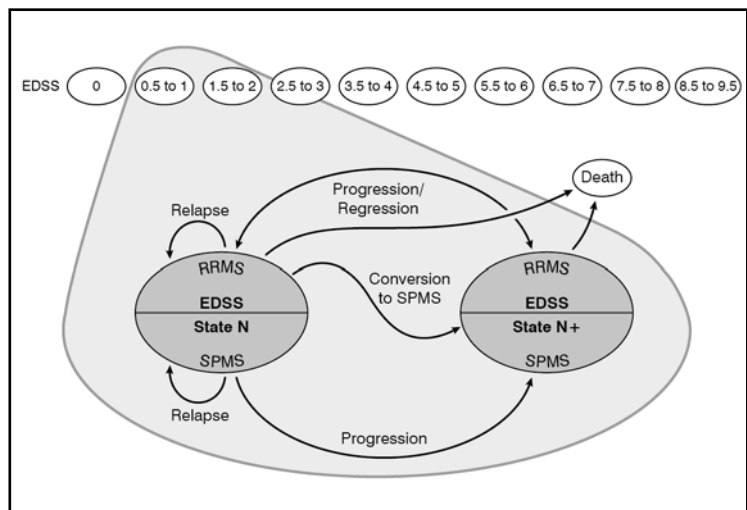 EDSS 0 0.5 to 1 1.5 to 2 2.5 to 3 3.5 to 4 4.5 to 5 5.5 to 6 6.5 to 7 7.5 to 8 8.5 to 9.5
Death
Progression/
Regression
Relapse
RRMS
EDSS
State N
SPMS
Conversion
to SPMS
RRMS
EDSS
State N+
SPMS
Relapse
Progression